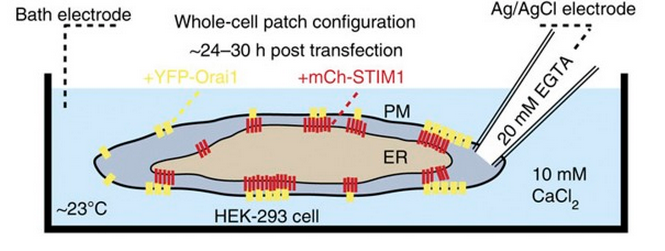 Bath electrode
Whole-cell patch configuration
Ag/AgCl electrode
~24–30 h post transfection
+YFP-Orai1
+mCh-STIM1
20 mM EGTA
PM
ER
10 mM
CaCl₂
~23°C
HEK-293 cell